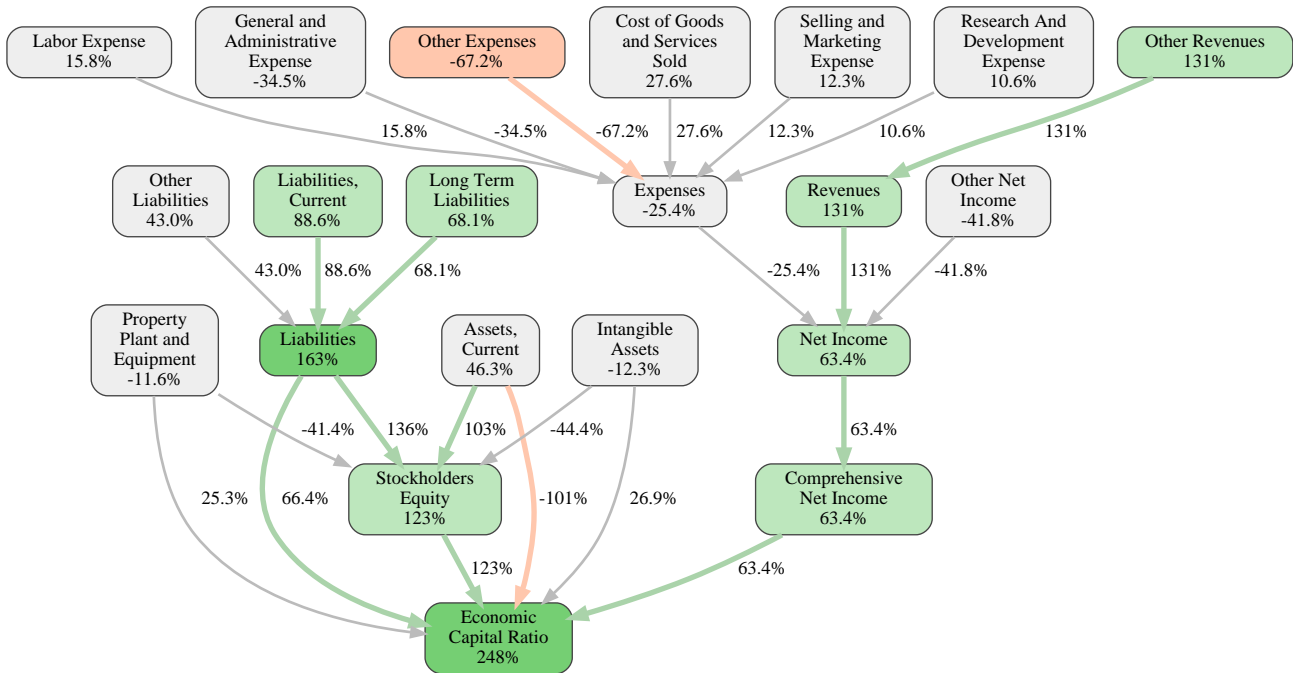 Labor Expense
15.8%
General and
Administrative
Expense
-34.5%
Other Expenses
-67.2%
Cost of Goods
and Services
Sold
27.6%
Selling and
Marketing
Expense
12.3%
Research And
Development
Expense
10.6%
Other Revenues
131%
15.8%
-34.5%
-67.2%
27.6%
12.3%
10.6%
131%
Other
Liabilities
43.0%
Liabilities,
Current
88.6%
Long Term
Liabilities
68.1%
Expenses
-25.4%
Revenues
131%
Other Net
Income
-41.8%
43.0%
88.6%
68.1%
-25.4%
131%
-41.8%
Property
Plant and
Equipment
-11.6%
Liabilities
163%
Assets,
Current
46.3%
Intangible
Assets
-12.3%
Net Income
63.4%
-41.4%
136%
103%
-44.4%
63.4%
25.3%
66.4%
Stockholders
Equity
123%
-101%
26.9%
Comprehensive
Net Income
63.4%
123%
63.4%
Economic
Capital Ratio
248%